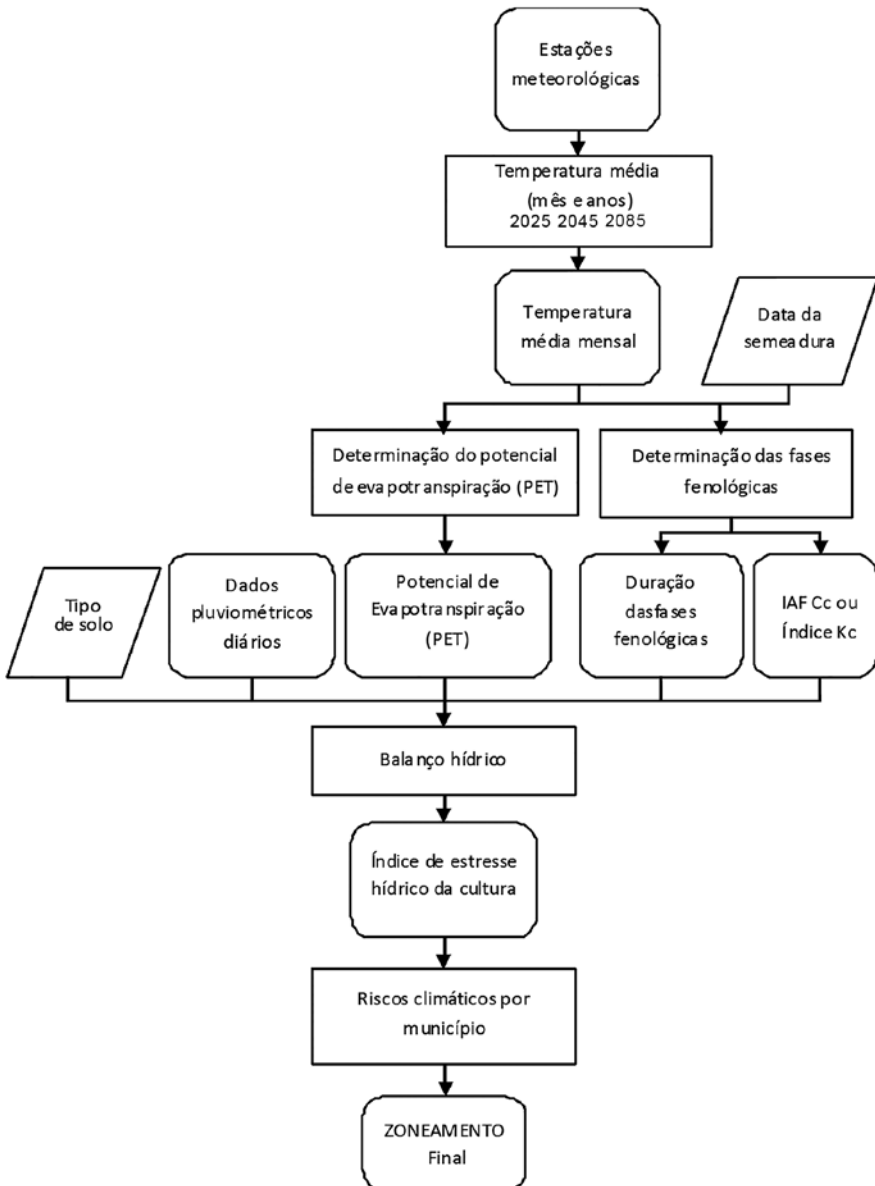 Estações
meteorológicas
Temperatura média
(mês e anos)
2025 2045 2085
Temperatura
média mensal
Data da
semeadura
Determinação do potencial
de evapotranspiração (PET)
Determinação das fases
fenológicas
Tipo
de solo
Dados
pluviométricos
diários
Potencial de
Evapotranspiração
(PET)
Duração
dasfases
fenológicas
IAF Cc ou
Índice Kc
Balanço hídrico
Índice de estresse
hídrico da cultura
Riscos climáticos por
município
ZONEAMENTO
Final